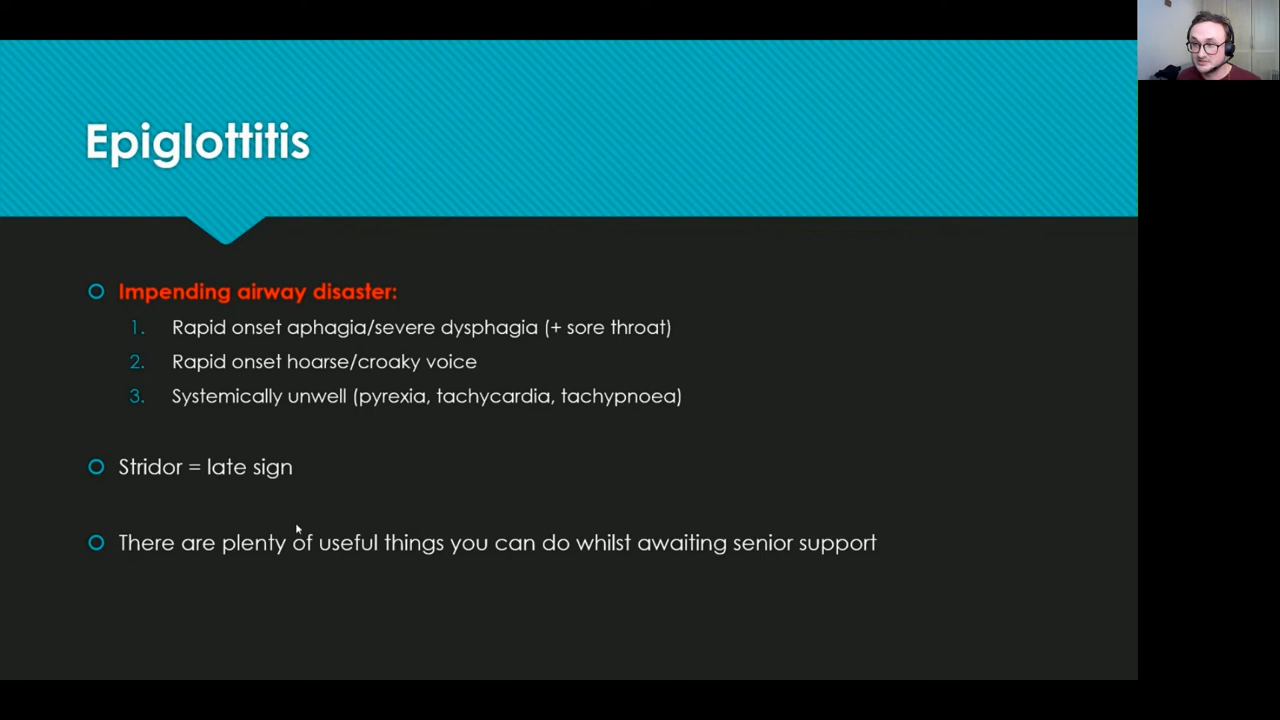 Epiglottitis
Impending airway disaster:
1. Rapid onset aphagia/severe dysphagia (+ sore throat)
2. Rapid onset hoarse/croaky voice
3. Systemically unwell (pyrexia, tachycardia, tachypnoea)
Stridor = late sign
There are plenty of useful things you can do whilst awaiting senior support